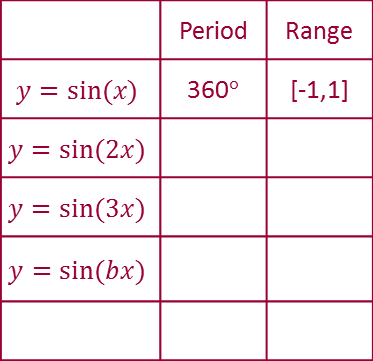 Period Range
y = sin(x) 360° [-1,1]
y = sin(2x)
y = sin(3x)
y = sin(bx)